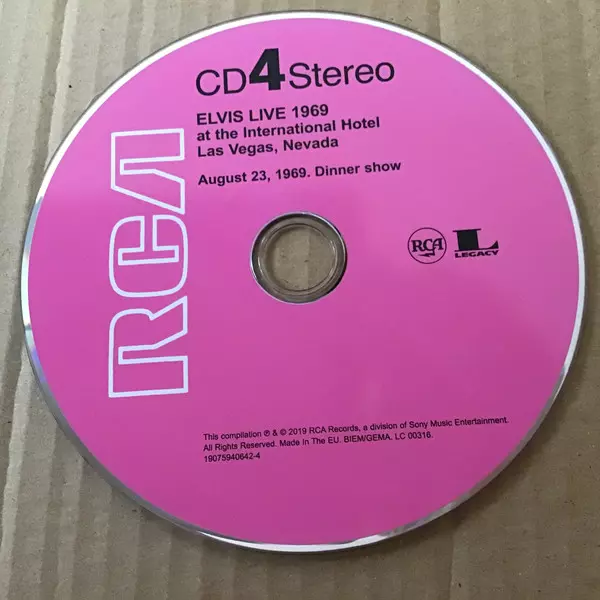 CD4Stereo
ELVIS LIVE 1969
at the International Hotel
Las Vegas, Nevada
August 23, 1969. Dinner show
RCA
RCA
L
LEGACY
This compilation ℗ & © 2019 RCA Records, a division of Sony Music Entertainment.
All Rights Reserved. Made In The EU. BIEM/GEMA, LC 00316.
19075940642-4